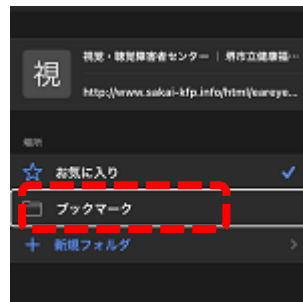 視
視覚・聴覚障害者センター | 堺市立健康福…
http://www.sakai-kfp.info/html/eareye…
場所
お気に入り
ブックマーク
新規フォルダ